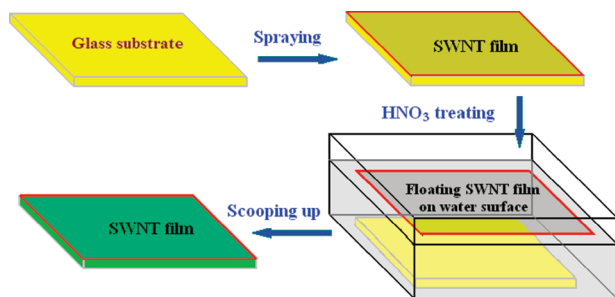 Glass substrate
Spraying
SWNT film
HNO₃ treating
Floating SWNT film
on water surface
Scooping up
SWNT film